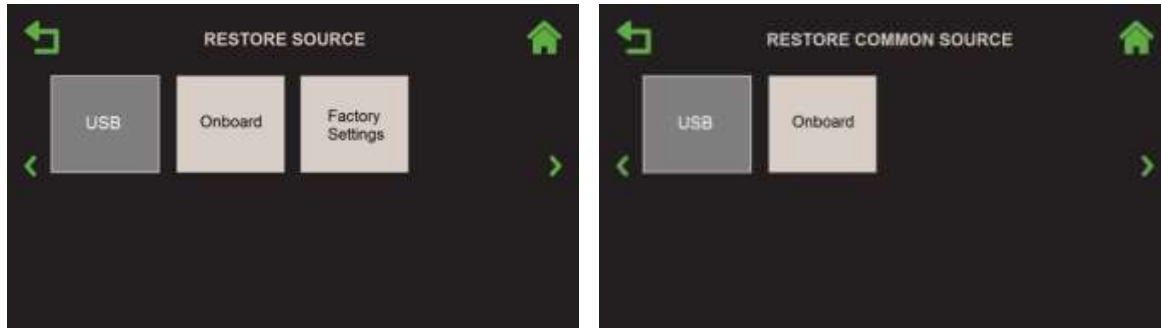 RESTORE SOURCE
USB
Onboard
Factory
Settings
RESTORE COMMON SOURCE
USB
Onboard